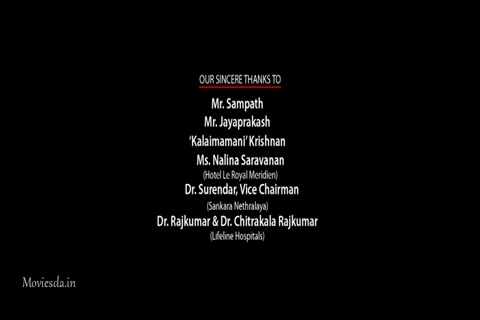 OUR SINCERE THANKS TO
Mr. Sampath
Mr. Jayaprakash
'Kalaimamani' Krishnan
Ms. Nalina Saravanan
(Hotel Le Royal Meridien)
Dr. Surendar, Vice Chairman
(Sankara Nethralaya)
Dr. Rajkumar & Dr. Chitrakala Rajkumar
(Lifeline Hospitals)
Moviesda.in